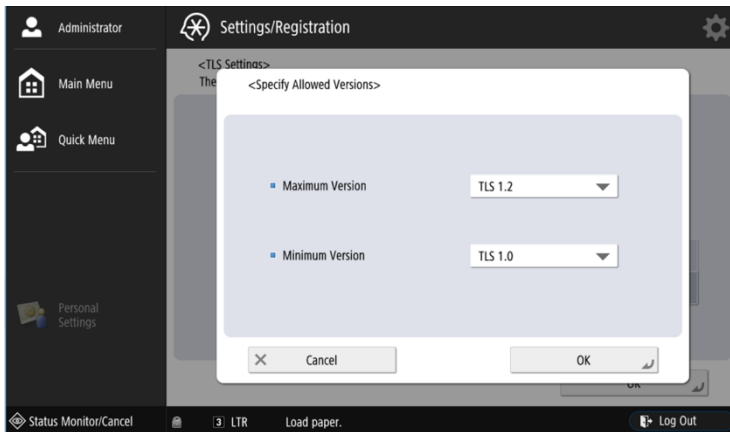 Administrator
Settings/Registration
<TLS Settings>
The
<Specify Allowed Versions>
Main Menu
Quick Menu
Maximum Version
TLS 1.2
Minimum Version
TLS 1.0
Personal
Settings
Cancel
OK
OK
Status Monitor/Cancel
3 LTR Load paper.
Log Out